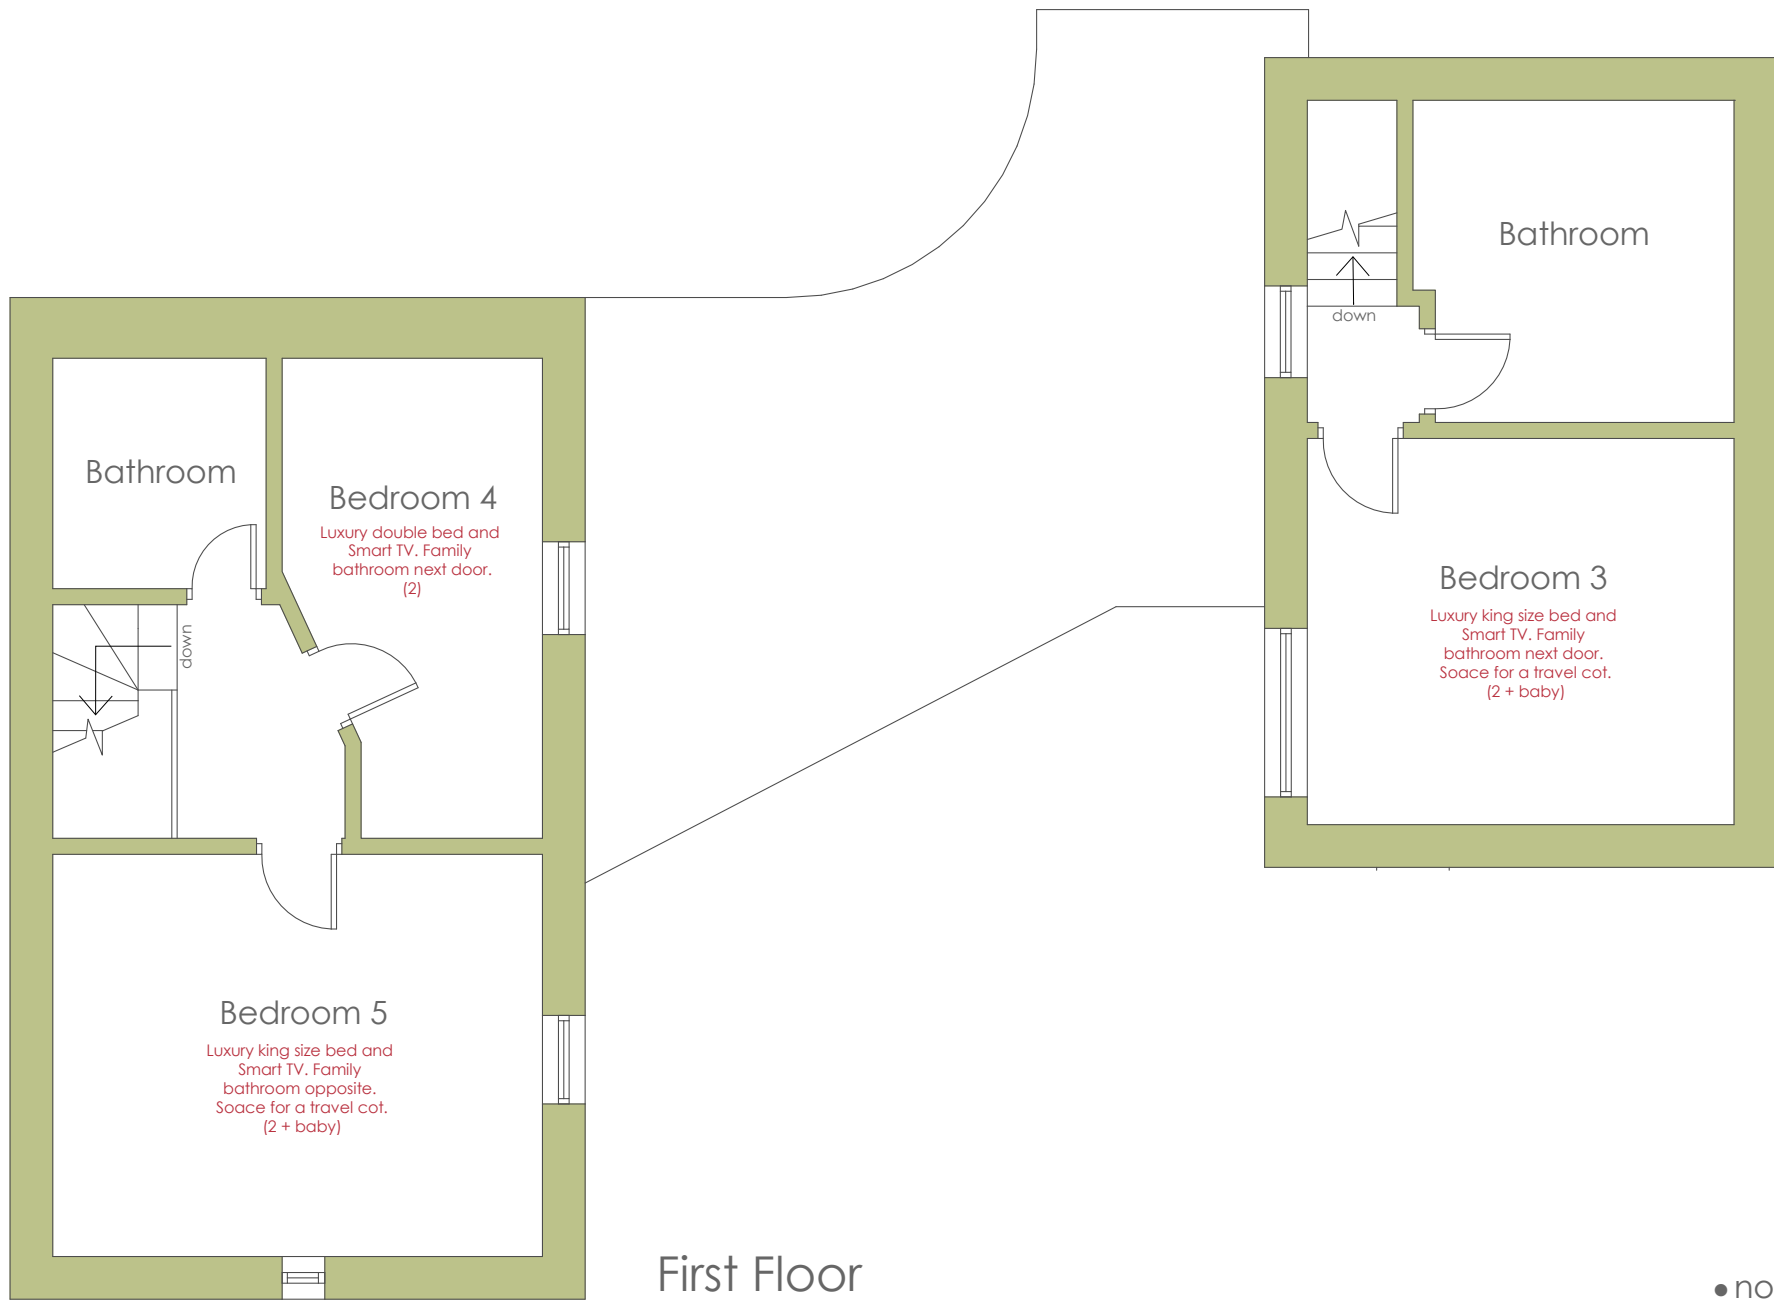 Bathroom
down
Bathroom
Bedroom 4
Luxury double bed and
Smart TV. Family
bathroom next door.
(2)
Bedroom 3
Luxury king size bed and
Smart TV. Family
bathroom next door.
Soace for a travel cot.
(2 + baby)
down
Bedroom 5
Luxury king size bed and
Smart TV. Family
bathroom opposite.
Soace for a travel cot.
(2 + baby)
First Floor
• no